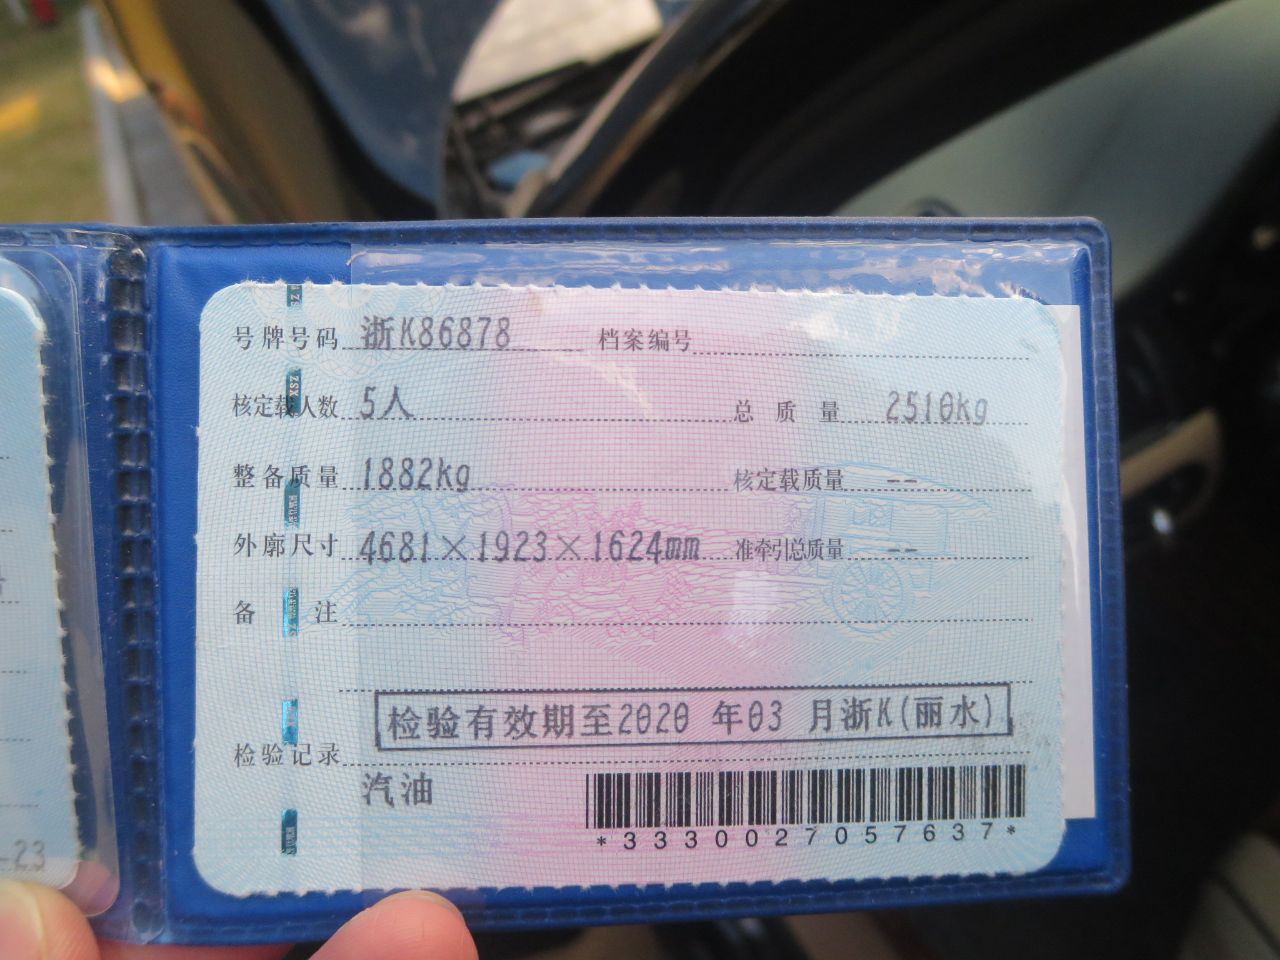 号牌号码 浙K86878 档案编号
核定载人数 5人 总质量 2510kg
整备质量 1882kg 核定载质量 --
外廓尺寸 4681×1923×1624mm 准牵引总质量 --
备注
检验有效期至2020 年03 月浙K(丽水)
检验记录
汽油
*3330027057637*
-23